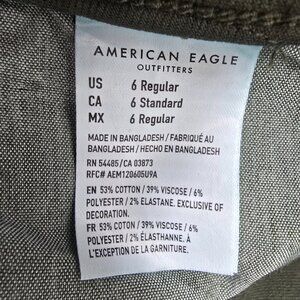 AMERICAN EAGLE
OUTFITTERS
US 6 Regular
CA 6 Standard
MX 6 Regular
MADE IN BANGLADESH / FABRIQUÉ AU
BANGLADESH / HECHO EN BANGLADESH
RN 54485/CA 03873
RFC# AEM120605U9A
EN 53% COTTON / 39% VISCOSE / 6%
POLYESTER / 2% ELASTANE. EXCLUSIVE OF
DECORATION.
FR 53% COTON / 39% VISCOSE / 6%
POLYESTER / 2% ÉLASTHANNE. À
L'EXCEPTION DE LA GARNITURE.